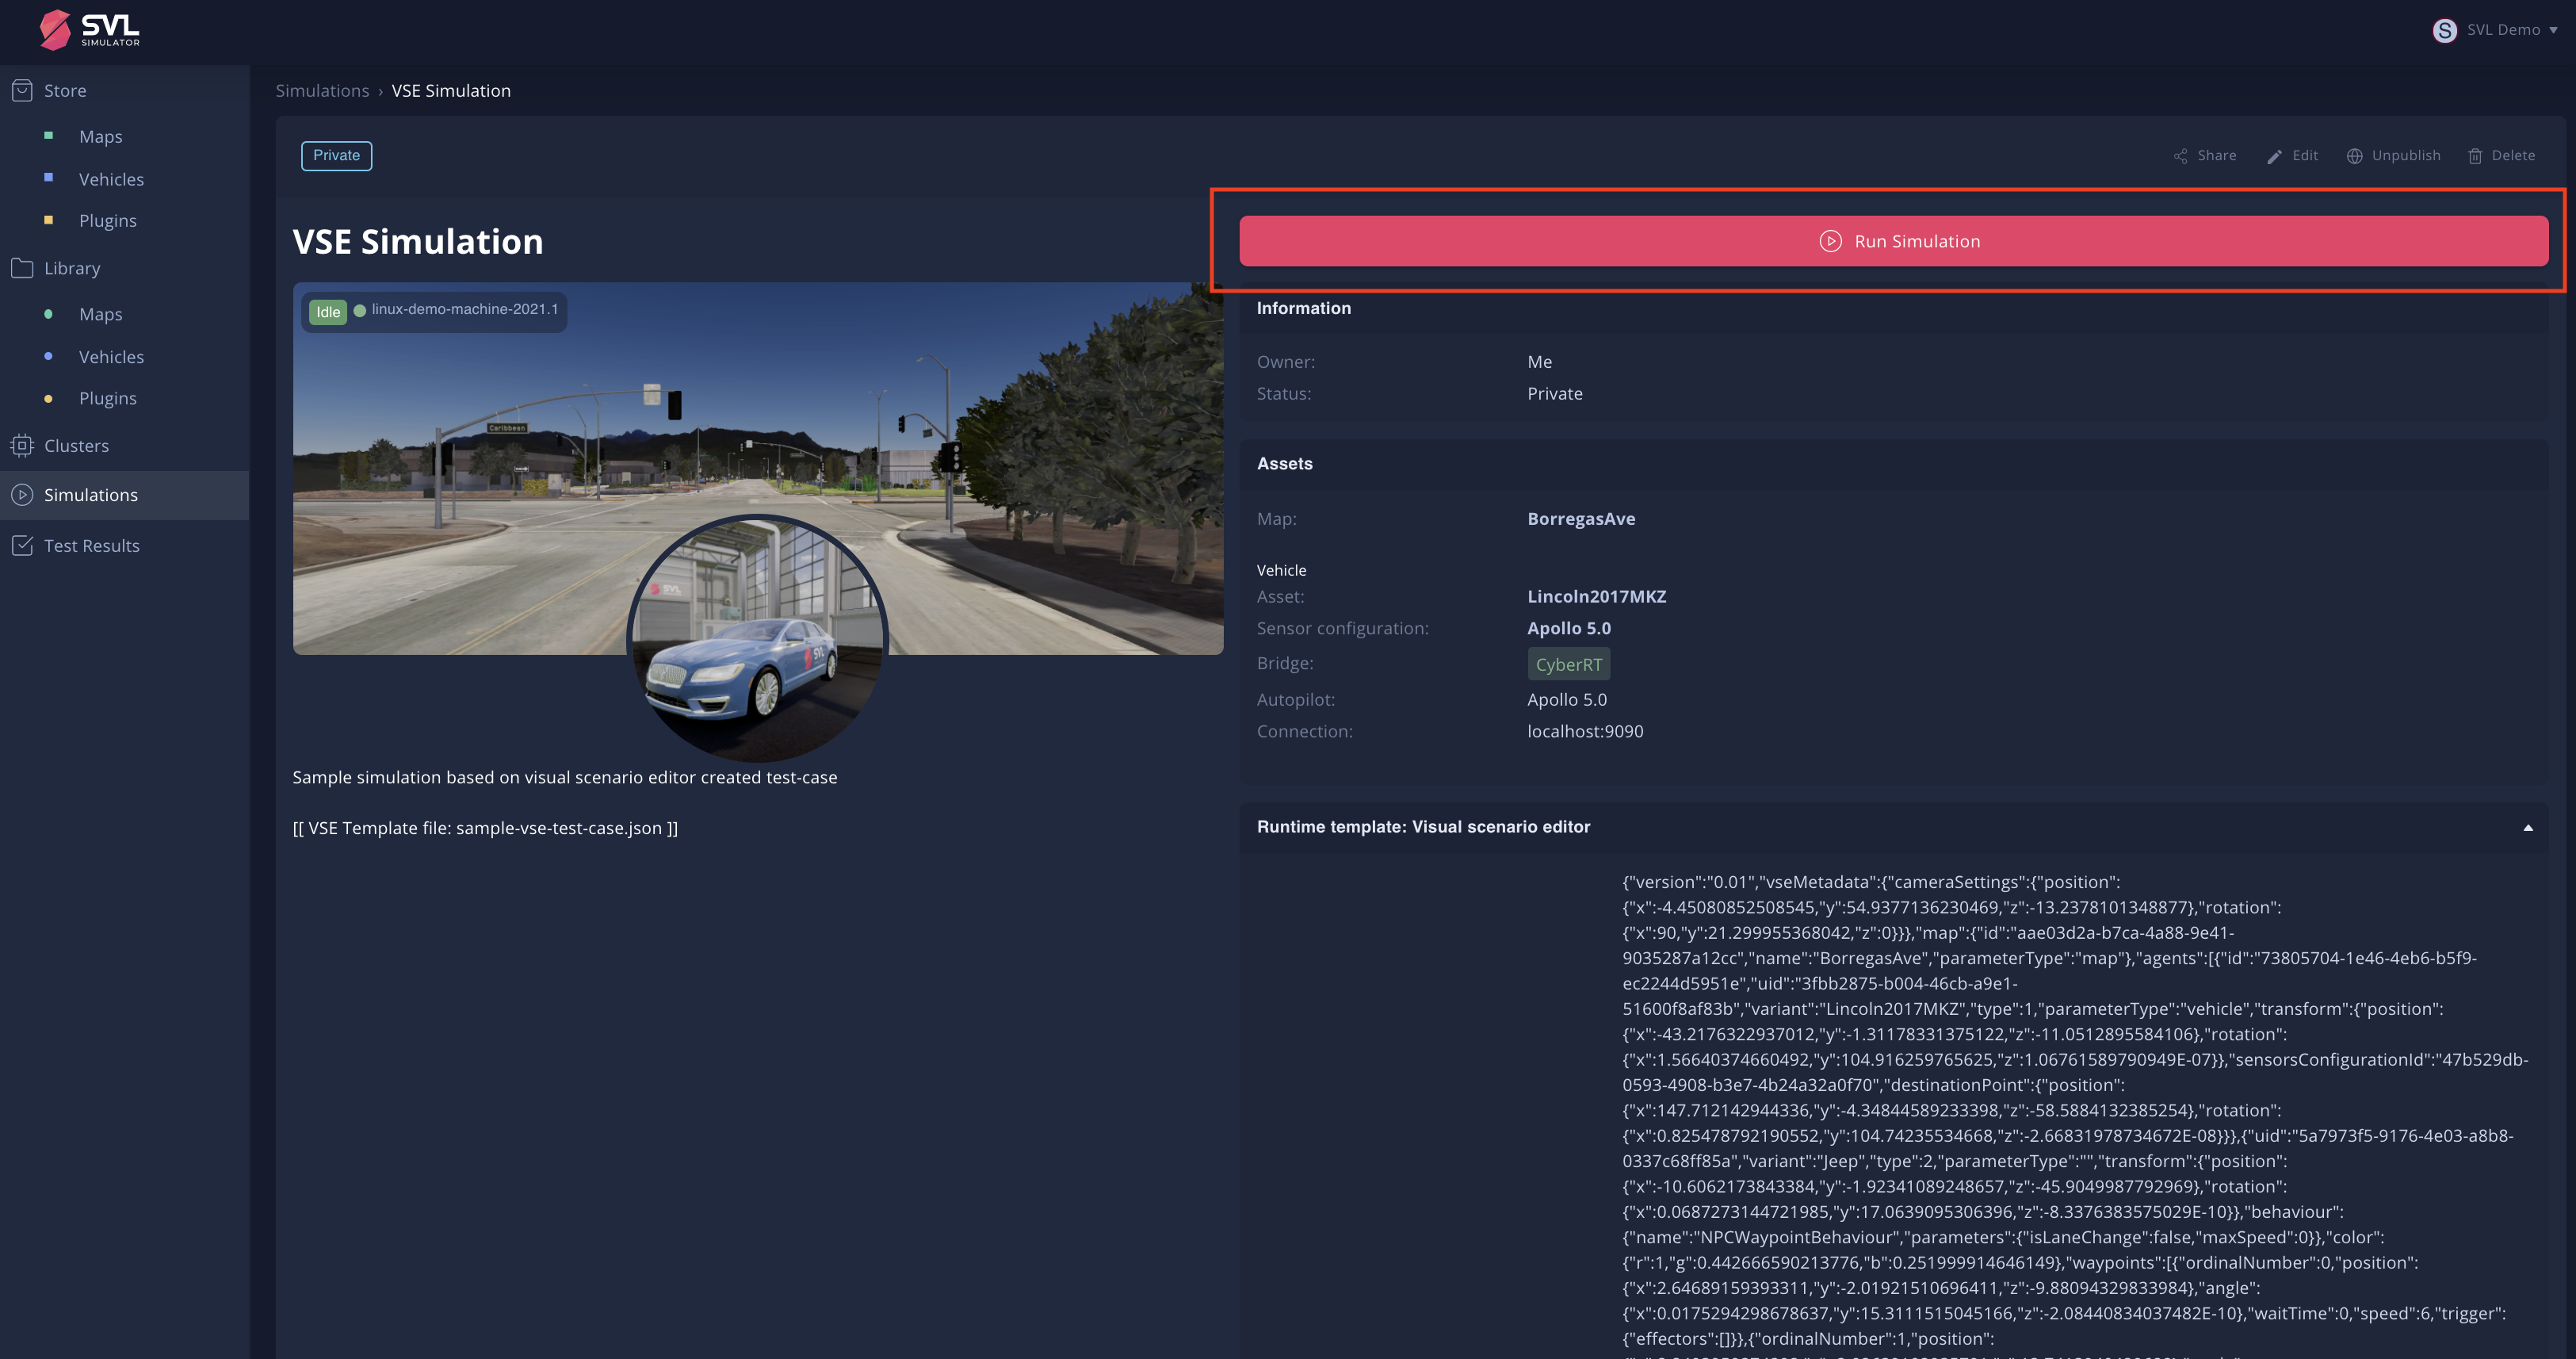 SVL
SIMULATOR
S SVL Demo
Store
Maps
Vehicles
Plugins
Library
Maps
Vehicles
Plugins
Clusters
Simulations
Test Results
Simulations › VSE Simulation
Private
Share Edit Unpublish Delete
VSE Simulation
Run Simulation
Idle linux-demo-machine-2021.1
Caribbean
SVL
SVL
Sample simulation based on visual scenario editor created test-case
[[ VSE Template file: sample-vse-test-case.json ]]
Information
Owner: Me
Status: Private
Assets
Map: BorregasAve
Vehicle
Asset: Lincoln2017MKZ
Sensor configuration: Apollo 5.0
Bridge: CyberRT
Autopilot: Apollo 5.0
Connection: localhost:9090
Runtime template: Visual scenario editor
{"version":"0.01","vseMetadata":{"cameraSettings":{"position":
{"x":-4.45080852508545,"y":54.9377136230469,"z":-13.2378101348877},"rotation":
{"x":90,"y":21.299955368042,"z":0}}},"map":{"id":"aae03d2a-b7ca-4a88-9e41-
9035287a12cc","name":"BorregasAve","parameterType":"map"},"agents":[{"id":"73805704-1e46-4eb6-b5f9-
ec2244d5951e","uid":"3fbb2875-b004-46cb-a9e1-
51600f8af83b","variant":"Lincoln2017MKZ","type":1,"parameterType":"vehicle","transform":{"position":
{"x":-43.2176322937012,"y":-1.31178331375122,"z":-11.0512895584106},"rotation":
{"x":1.56640374660492,"y":104.916259765625,"z":1.06761589790949E-07}},"sensorsConfigurationId":"47b529db-
0593-4908-b3e7-4b24a32a0f70","destinationPoint":{"position":
{"x":147.712142944336,"y":-4.34844589233398,"z":-58.5884132385254},"rotation":
{"x":0.825478792190552,"y":104.74235534668,"z":-2.66831978734672E-08}}},{"uid":"5a7973f5-9176-4e03-a8b8-
0337c68ff85a","variant":"Jeep","type":2,"parameterType":"","transform":{"position":
{"x":-10.6062173843384,"y":-1.92341089248657,"z":-45.9049987792969},"rotation":
{"x":0.0687273144721985,"y":17.0639095306396,"z":-8.3376383575029E-10}},"behaviour":
{"name":"NPCWaypointBehaviour","parameters":{"isLaneChange":false,"maxSpeed":0}},"color":
{"r":1,"g":0.442666590213776,"b":0.251999914646149},"waypoints":[{"ordinalNumber":0,"position":
{"x":2.64689159393311,"y":-2.01921510696411,"z":-9.88094329833984},"angle":
{"x":0.0175294298678637,"y":15.3111515045166,"z":-2.08440834037482E-10},"waitTime":0,"speed":6,"trigger":
{"effectors":[]}},{"ordinalNumber":1,"position":